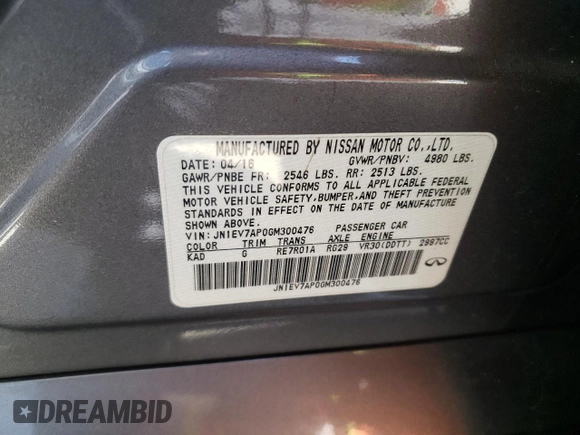 MANUFACTURED BY NISSAN MOTOR CO.,LTD.
DATE: 04/16 GVWR/PNBV: 4980 LBS.
GAWR/PNBE FR: 2546 LBS. RR: 2513 LBS.
THIS VEHICLE CONFORMS TO ALL APPLICABLE FEDERAL
MOTOR VEHICLE SAFETY,BUMPER,AND THEFT PREVENTION
STANDARDS IN EFFECT ON THE DATE OF MANUFACTURE
SHOWN ABOVE.
VIN: JN1EV7AP0GM300476 PASSENGER CAR
COLOR TRIM TRANS AXLE ENGINE
KAD G RE7R01A RG29 VR30(DDTT) 2997CC
JN1EV7AP0GM300476
INFINITI
DREAMBID